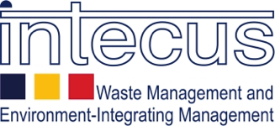 intecus
Waste Management and
Environment-Integrating Management